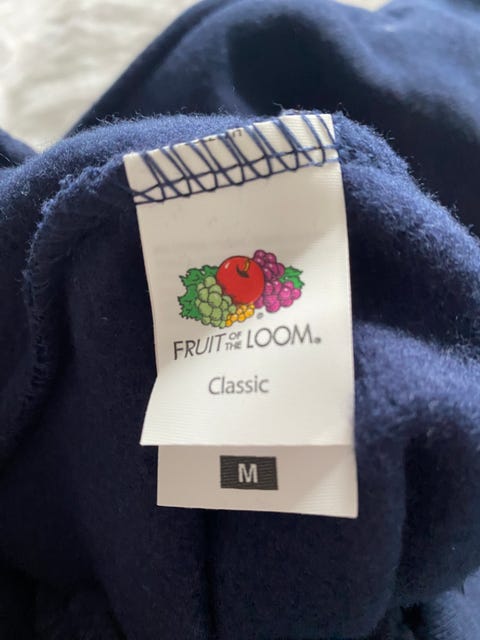 FRUIT OF THE LOOM®
Classic
M